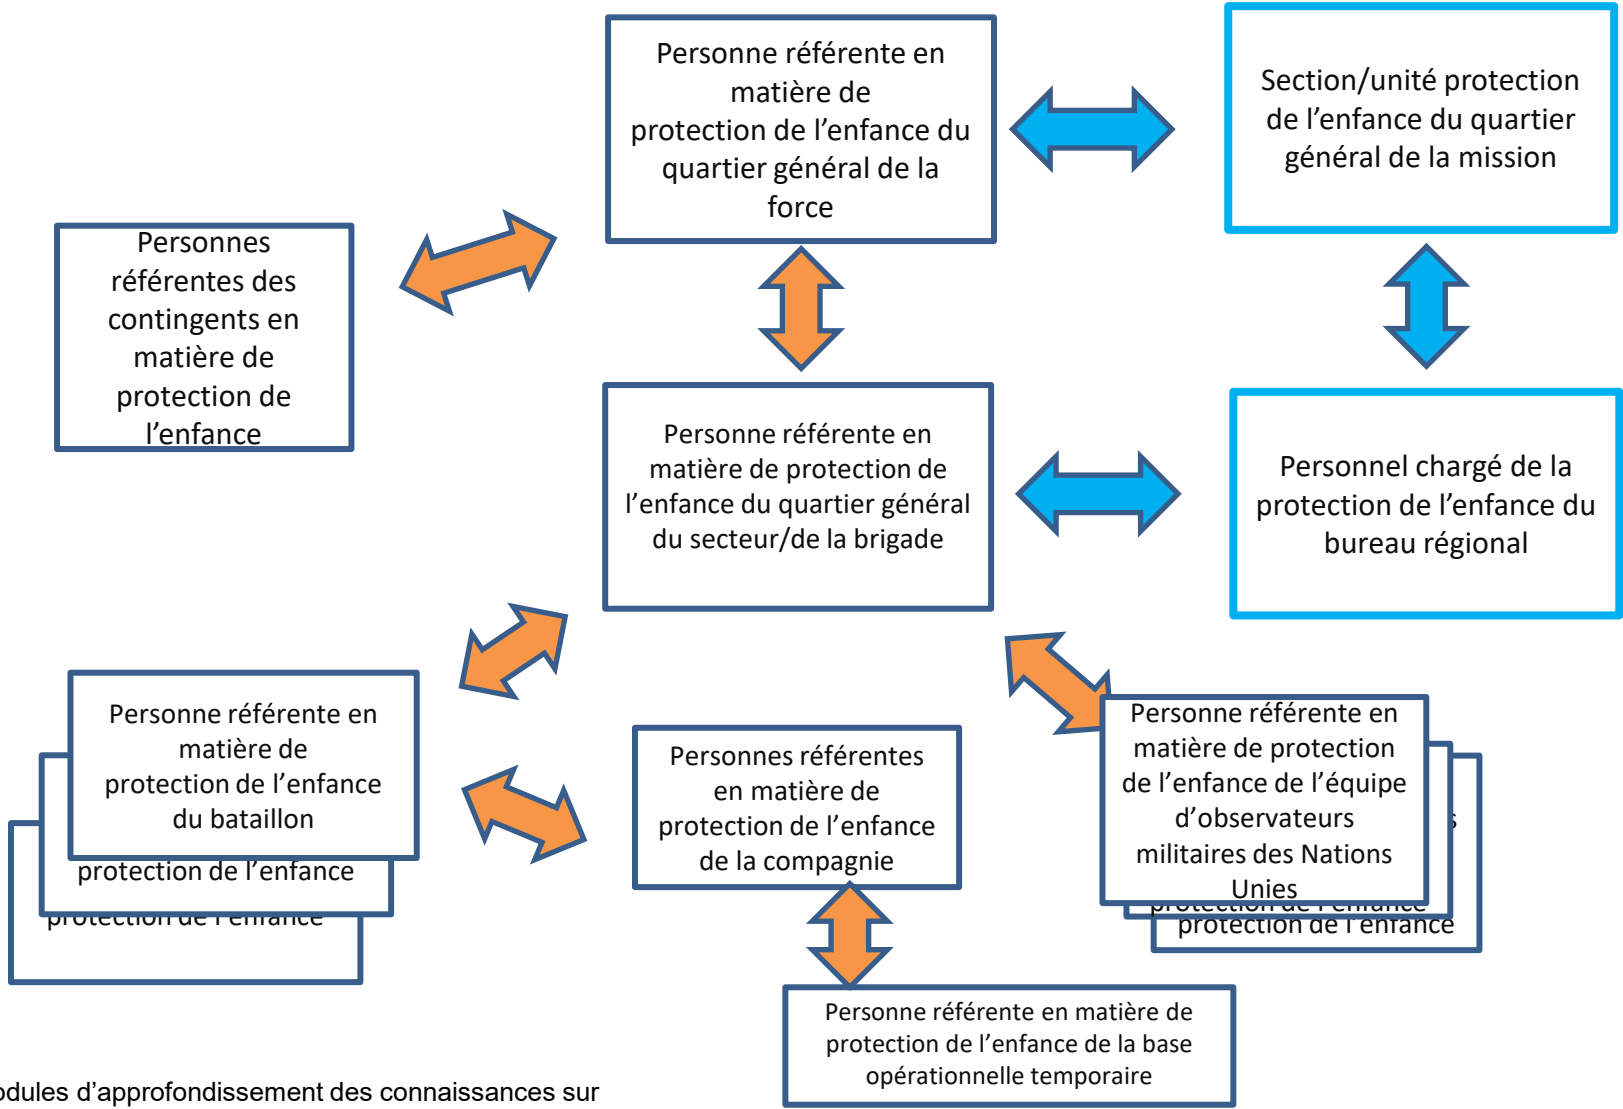 Personne référente en
matière de
protection de l’enfance du
quartier général de la
force
Section/unité protection
de l’enfance du quartier
général de la mission
Personnes
référentes des
contingents en
matière de
protection de
l’enfance
Personne référente en
matière de protection de
l’enfance du quartier général
du secteur/de la brigade
Personnel chargé de la
protection de l’enfance du
bureau régional
Personne référente en
matière de
protection de l’enfance
du bataillon
protection de l’enfance
protection de l’enfance
Personnes référentes
en matière de
protection de l’enfance
de la compagnie
Personne référente en
matière de protection
de l’enfance de l’équipe
d’observateurs
militaires des Nations
Unies
protection de l’enfance
protection de l’enfance
Personne référente en matière de
protection de l’enfance de la base
opérationnelle temporaire
odules d’approfondissement des connaissances sur